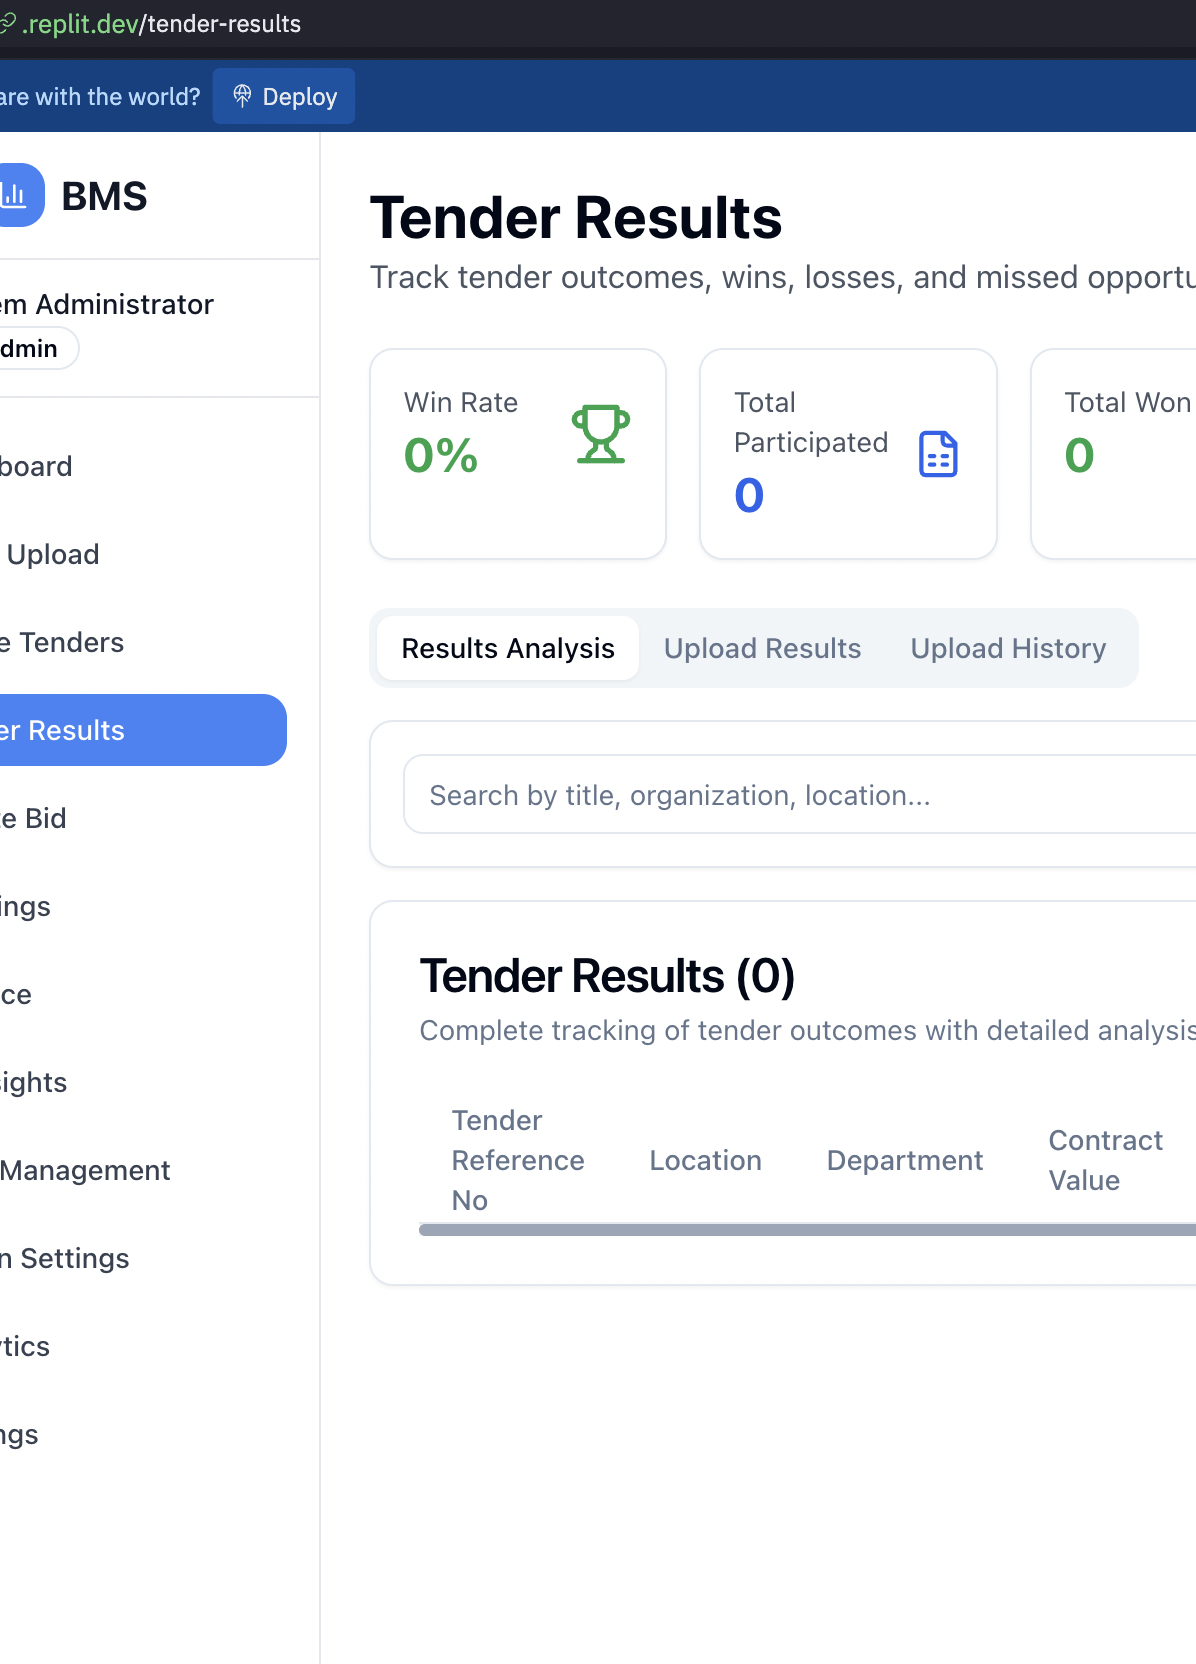 .replit.dev/tender-results
are with the world?
Deploy
BMS
em Administrator
dmin
board
Upload
e Tenders
er Results
te Bid
ings
ce
sights
Management
n Settings
ytics
ngs
Tender Results
Track tender outcomes, wins, losses, and missed opportu
Win Rate
0%
Total
Participated
0
Total Won
0
Results Analysis
Upload Results
Upload History
Search by title, organization, location...
Tender Results (0)
Complete tracking of tender outcomes with detailed analysis
Tender
Reference
No
Location
Department
Contract
Value